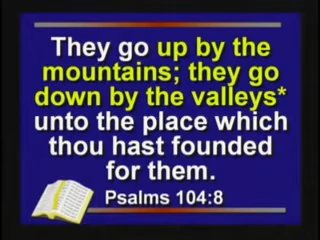 They go up by the
mountains; they go
down by the valleys*
unto the place which
thou hast founded
for them.
Psalms 104:8